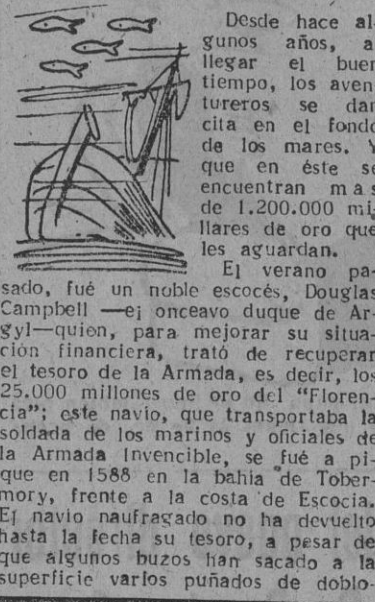 Desde hace al-
gunos años, a
llegar el buen
tiempo, los aven
tureros se dan
cita en el fondo
de los mares. Y
que en éste se
encuentran mas
de 1.200.000 mi-
llares de oro que
les aguardan.
El verano pa-
sado, fué un noble escocés, Douglas
Campbell —ej onceavo duque de Ar-
gyl—quien, para mejorar su situa-
ción financiera, trató de recuperar
el tesoro de la Armada, es decir, los
25.000 millones de oro del “Floren-
cia”; este navío, que transportaba la
soldada de los marinos y oficiales de
la Armada Invencible, se fué a pi-
que en 1588 en la bahia de Tober-
mory, frente a la costa de Escocia.
Ej navío naufragado no ha devuelto
hasta la fecha su tesoro, a pesar de
que algunos buzos han sacado a la
superficie varios puñados de doblo-